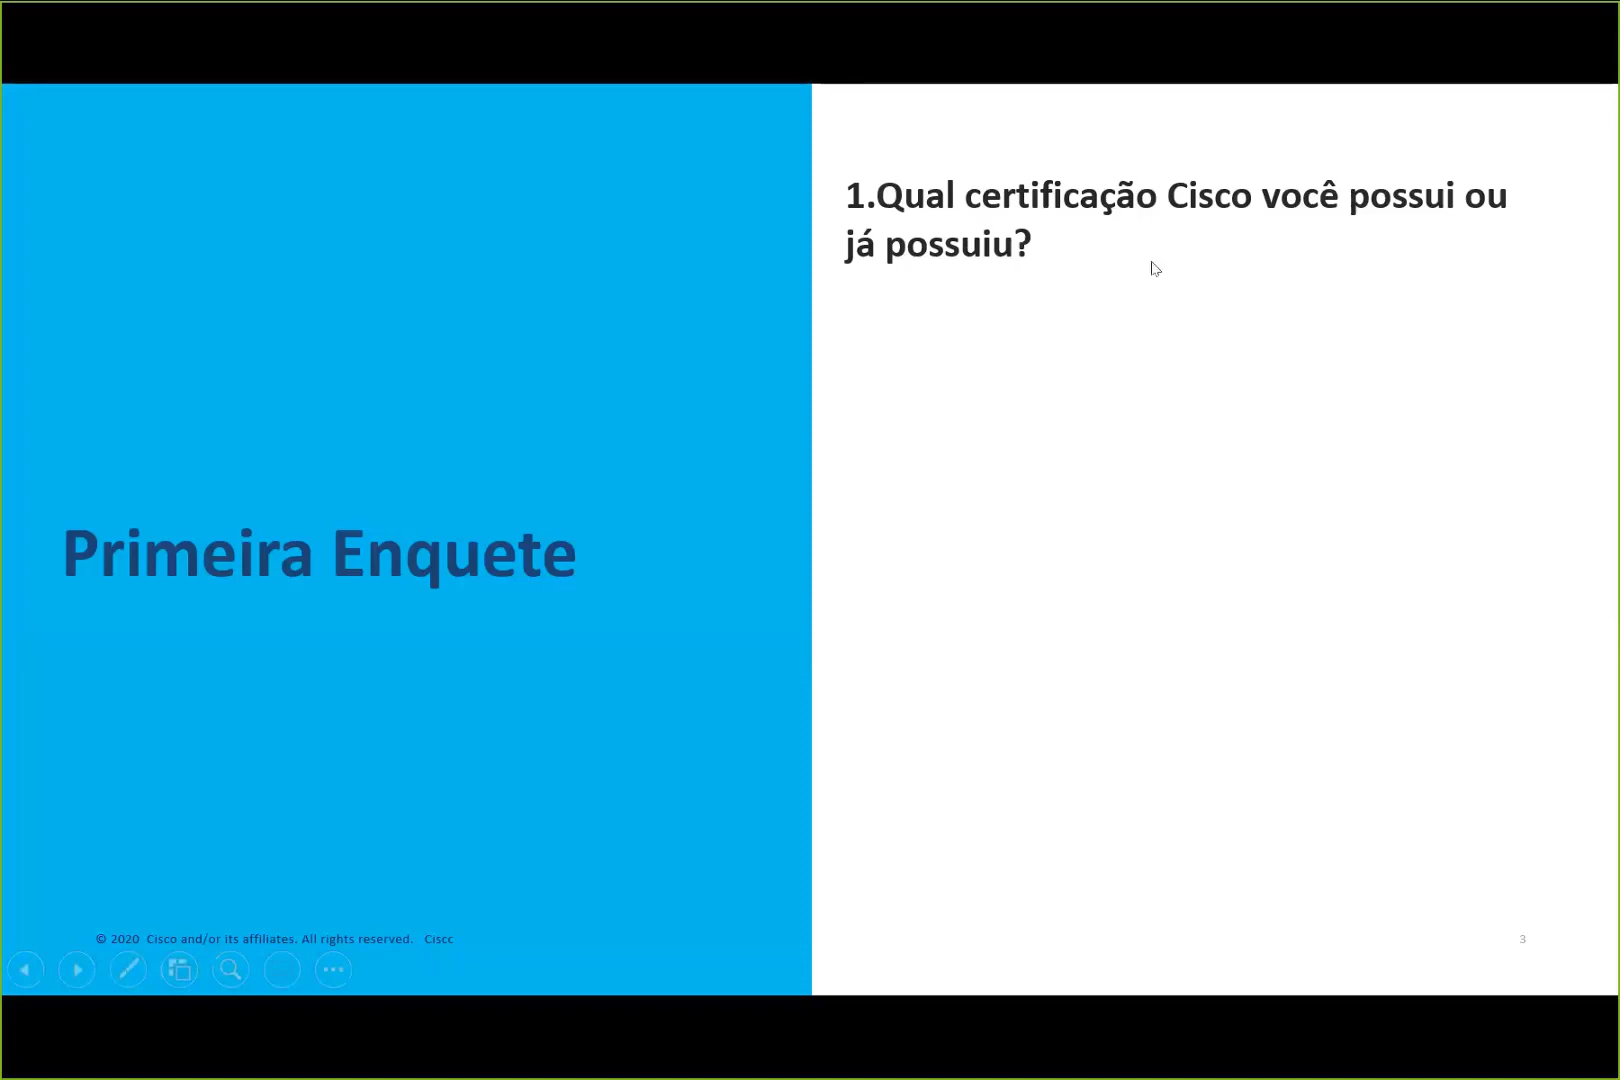 1.Qual certificação Cisco você possui ou
já possuiu?
Primeira Enquete
© 2020 Cisco and/or its affiliates. All rights reserved. Ciscc
3